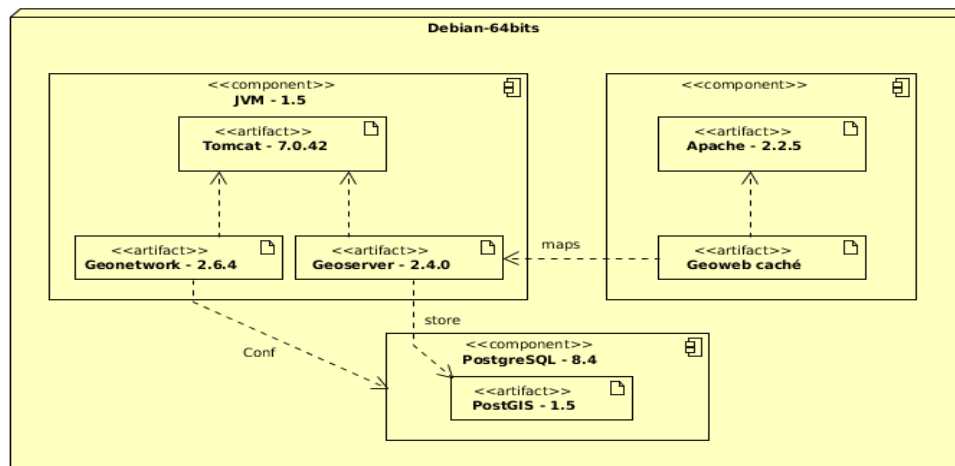 Debian-64bits
<<component>>
JVM - 1.5
<<artifact>>
Tomcat - 7.0.42
<<artifact>>
Geonetwork - 2.6.4
<<artifact>>
Geoserver - 2.4.0
<<component>>
<<artifact>>
Apache - 2.2.5
<<artifact>>
Geoweb caché
maps
store
Conf
<<component>>
PostgreSQL - 8.4
<<artifact>>
PostGIS - 1.5